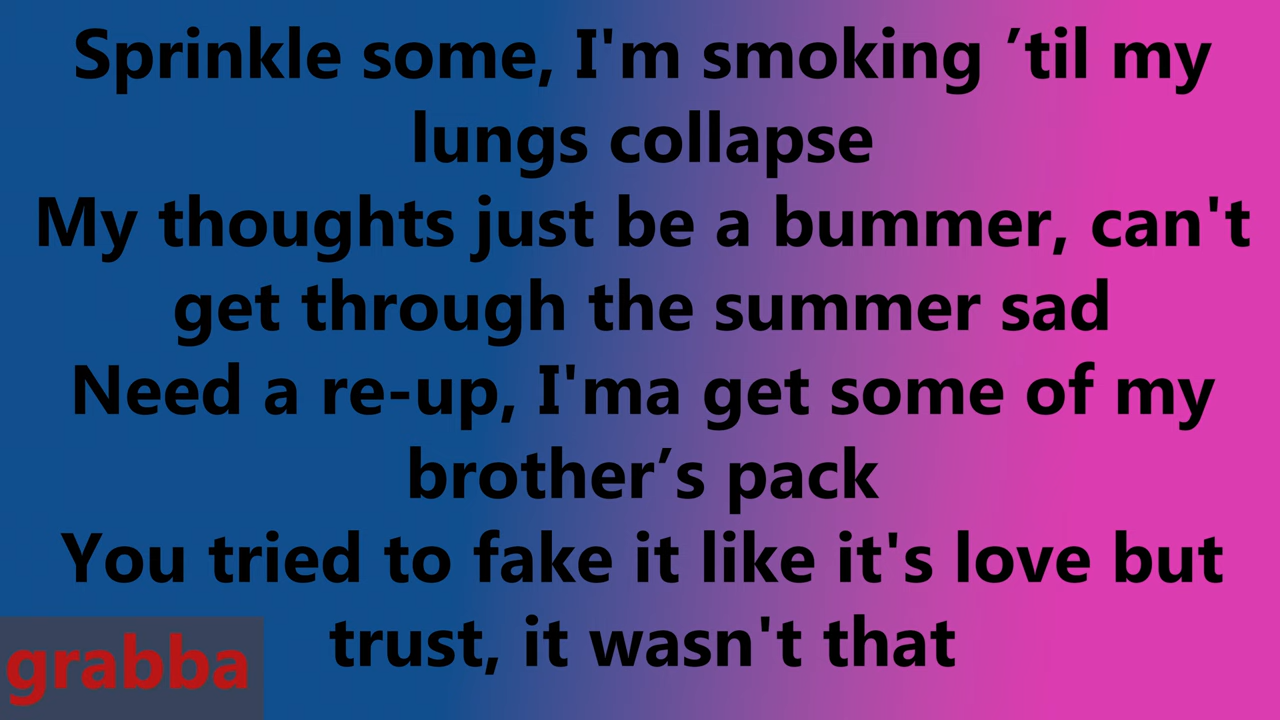 Sprinkle some, I'm smoking ’til my
lungs collapse
My thoughts just be a bummer, can't
get through the summer sad
Need a re-up, I'ma get some of my
brother’s pack
You tried to fake it like it's love but
trust, it wasn't that
grabba